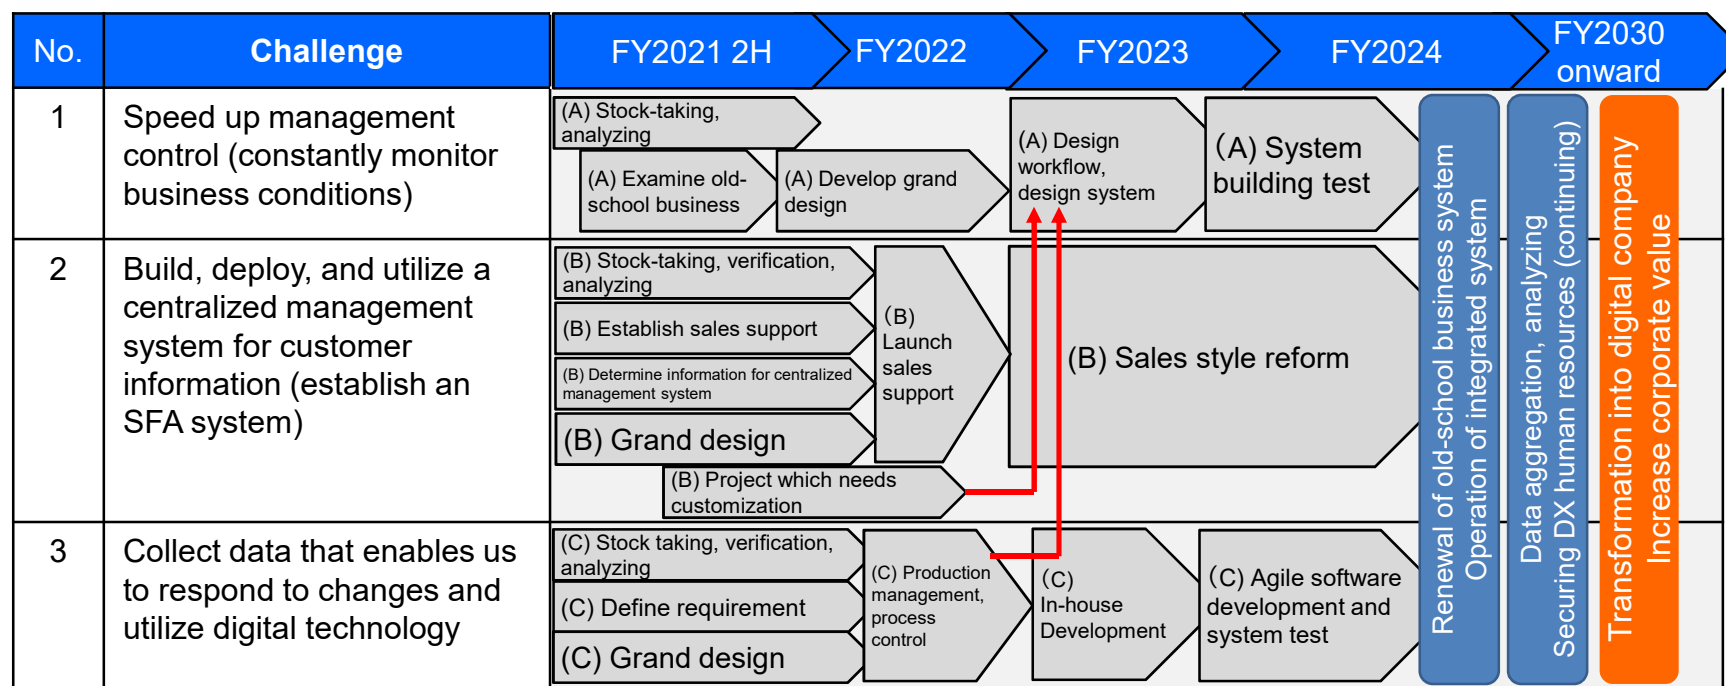 No.
Challenge
FY2021 2H
FY2022
FY2023
FY2024
FY2030
onward
1
Speed up management
control (constantly monitor
business conditions)
(A) Stock-taking,
analyzing
(A) Examine old-
school business
(A) Develop grand
design
(A) Design
workflow,
design system
(A) System
building test
2
Build, deploy, and utilize a
centralized management
system for customer
information (establish an
SFA system)
(B) Stock-taking, verification,
analyzing
(B) Establish sales support
(B) Determine information for centralized
management system
(B) Grand design
(B)
Launch
sales
support
(B) Project which needs
customization
(B) Sales style reform
3
Collect data that enables us
to respond to changes and
utilize digital technology
(C) Stock taking, verification,
analyzing
(C) Define requirement
(C) Grand design
(C) Production
management,
process
control
(C)
In-house
Development
(C) Agile software
development and
system test
Renewal of old-school business system
Operation of integrated system
Data aggregation, analyzing
Securing DX human resources (continuing)
Transformation into digital company
Increase corporate value